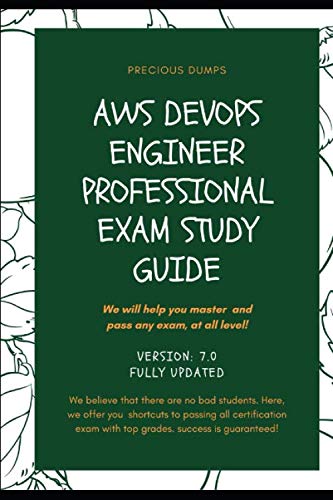 PRECIOUS DUMPS
AWS DEVOPS
ENGINEER
PROFESSIONAL
EXAM STUDY
GUIDE
We will help you master and
pass any exam, at all level!
VERSION: 7.0
FULLY UPDATED
We believe that there are no bad students. Here,
we offer you shortcuts to passing all certification
exam with top grades. success is guaranteed!